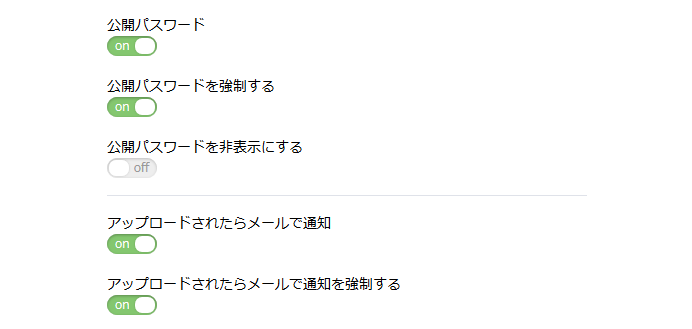 公開パスワード
on
公開パスワードを強制する
on
公開パスワードを非表示にする
off
アップロードされたらメールで通知
on
アップロードされたらメールで通知を強制する
on